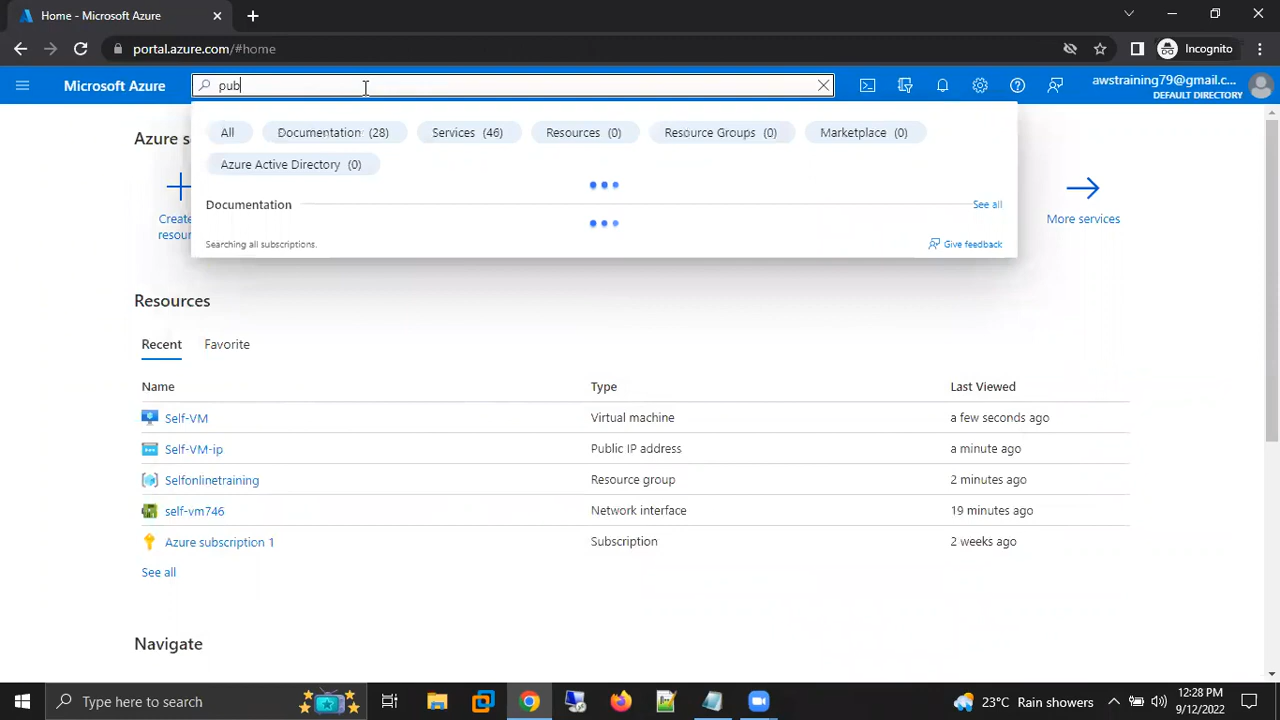 Home - Microsoft Azure
portal.azure.com/#home
Incognito
Microsoft Azure
pub
awstraining79@gmail.c...
DEFAULT DIRECTORY
All
Documentation (28)
Services (46)
Resources (0)
Resource Groups (0)
Marketplace (0)
Azure Active Directory (0)
Documentation
See all
Searching all subscriptions.
Give feedback
Azure s
Create
resour
More services
Resources
Recent
Favorite
Name Type Last Viewed
Self-VM Virtual machine a few seconds ago
Self-VM-ip Public IP address a minute ago
Selfonlinetraining Resource group 2 minutes ago
self-vm746 Network interface 19 minutes ago
Azure subscription 1 Subscription 2 weeks ago
See all
Navigate
Type here to search
23°C Rain showers
12:28 PM
9/12/2022